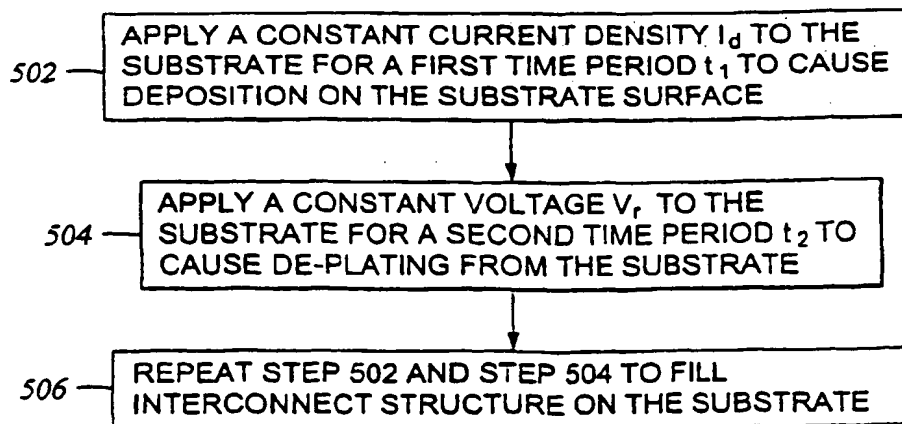 502
APPLY A CONSTANT CURRENT DENSITY Id TO THE
SUBSTRATE FOR A FIRST TIME PERIOD t1 TO CAUSE
DEPOSITION ON THE SUBSTRATE SURFACE
504
APPLY A CONSTANT VOLTAGE Vr TO THE
SUBSTRATE FOR A SECOND TIME PERIOD t2 TO
CAUSE DE-PLATING FROM THE SUBSTRATE
506
REPEAT STEP 502 AND STEP 504 TO FILL
INTERCONNECT STRUCTURE ON THE SUBSTRATE